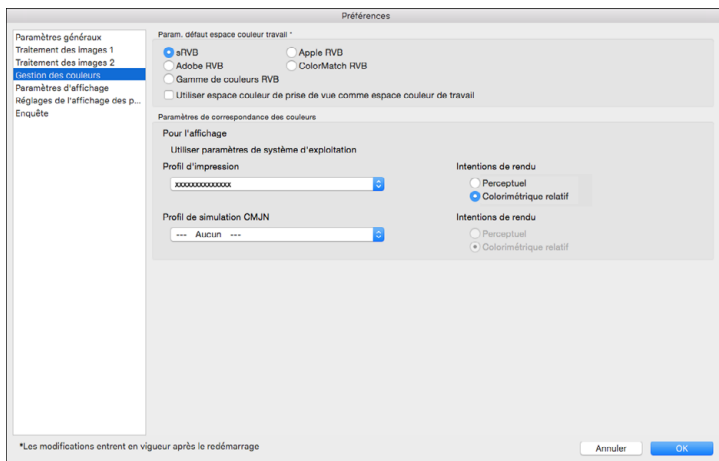 Préférences
Paramètres généraux
Traitement des images 1
Traitement des images 2
Gestion des couleurs
Paramètres d'affichage
Réglages de l'affichage des p...
Enquête
Param. défaut espace couleur travail *
sRVB
Apple RVB
Adobe RVB
ColorMatch RVB
Gamme de couleurs RVB
Utiliser espace couleur de prise de vue comme espace couleur de travail
Paramètres de correspondance des couleurs
Pour l'affichage
Utiliser paramètres de système d'exploitation
Profil d'impression
Intentions de rendu
xxxxxxxxxxxxxx
Perceptuel
Colorimétrique relatif
Profil de simulation CMJN
Intentions de rendu
--- Aucun ---
Perceptuel
Colorimétrique relatif
*Les modifications entrent en vigueur après le redémarrage
Annuler
OK